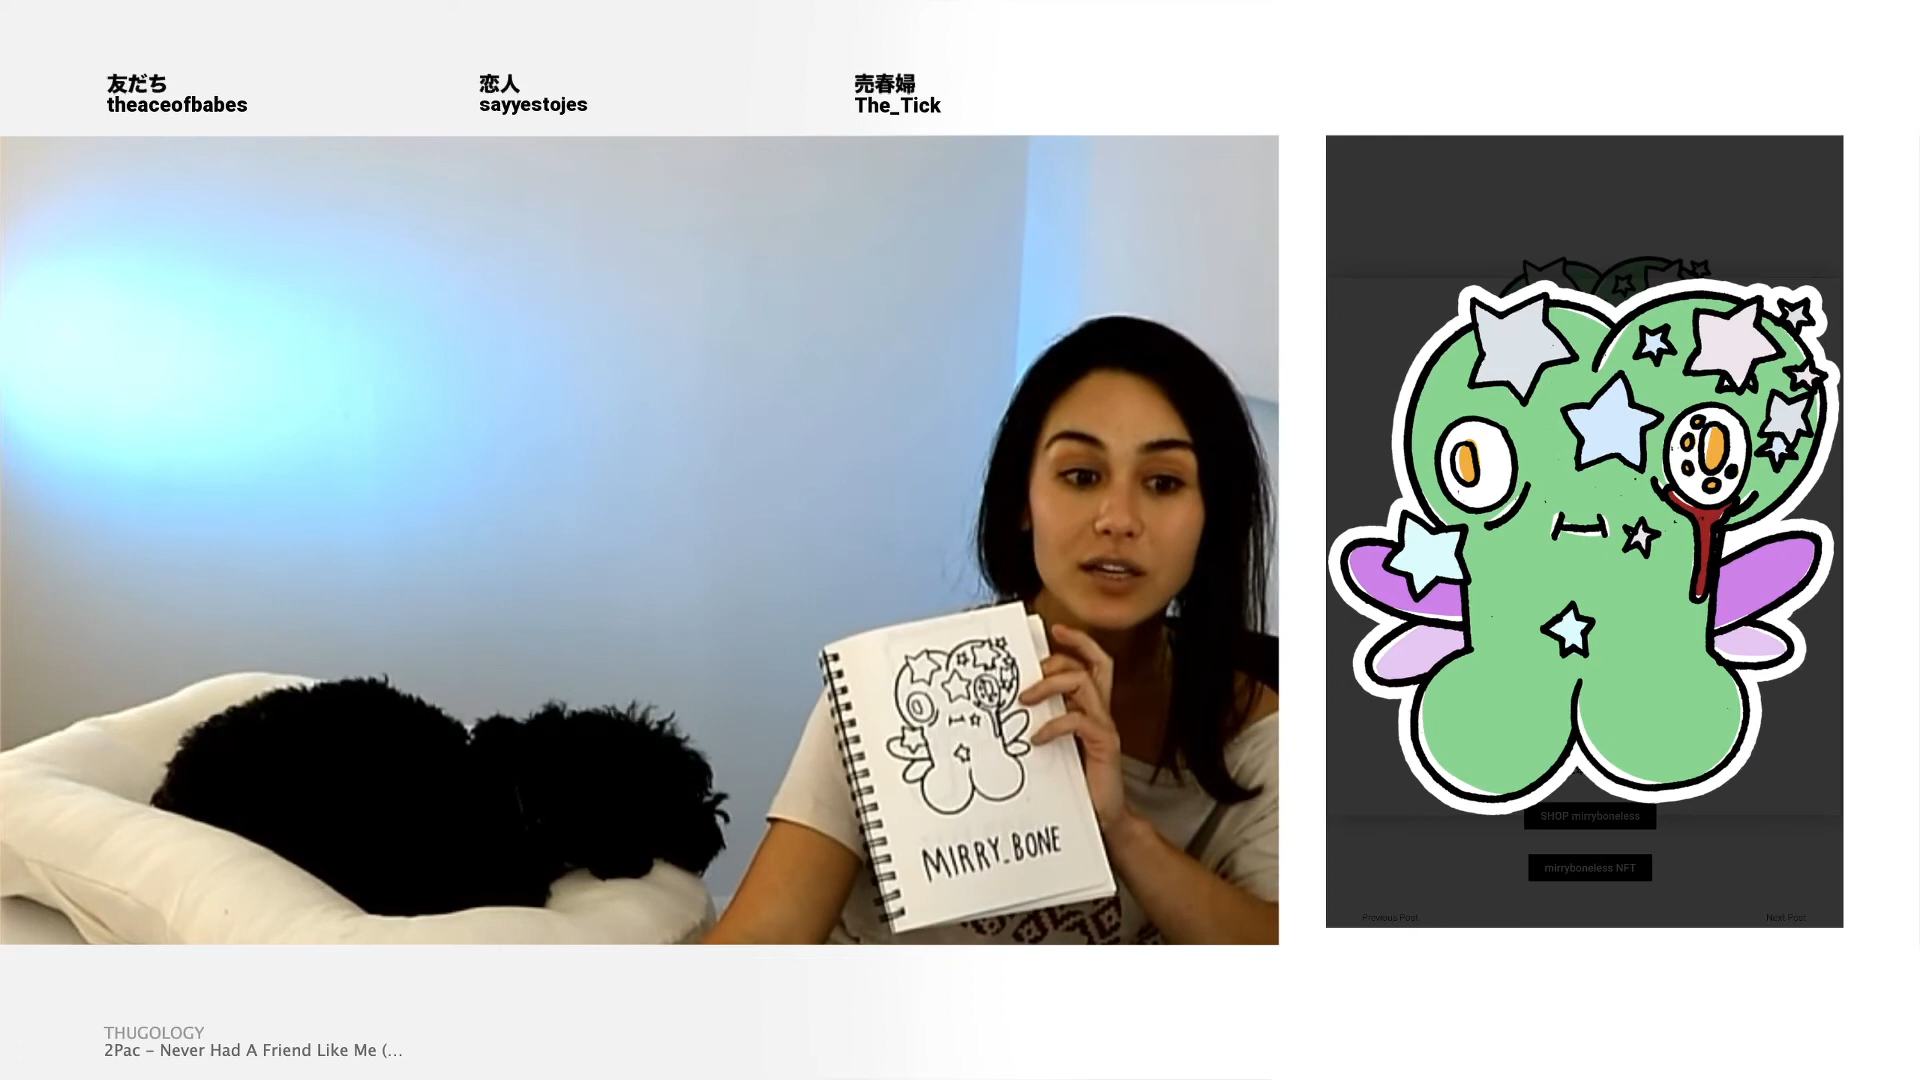 友だち
theaceofbabes
恋人
sayyestojes
売春婦
The_Tick
MIRRY_BONE
SHOP mirryboneless
mirryboneless NFT
Previous Post
Next Post
THUGOLOGY
2Pac - Never Had A Friend Like Me (...